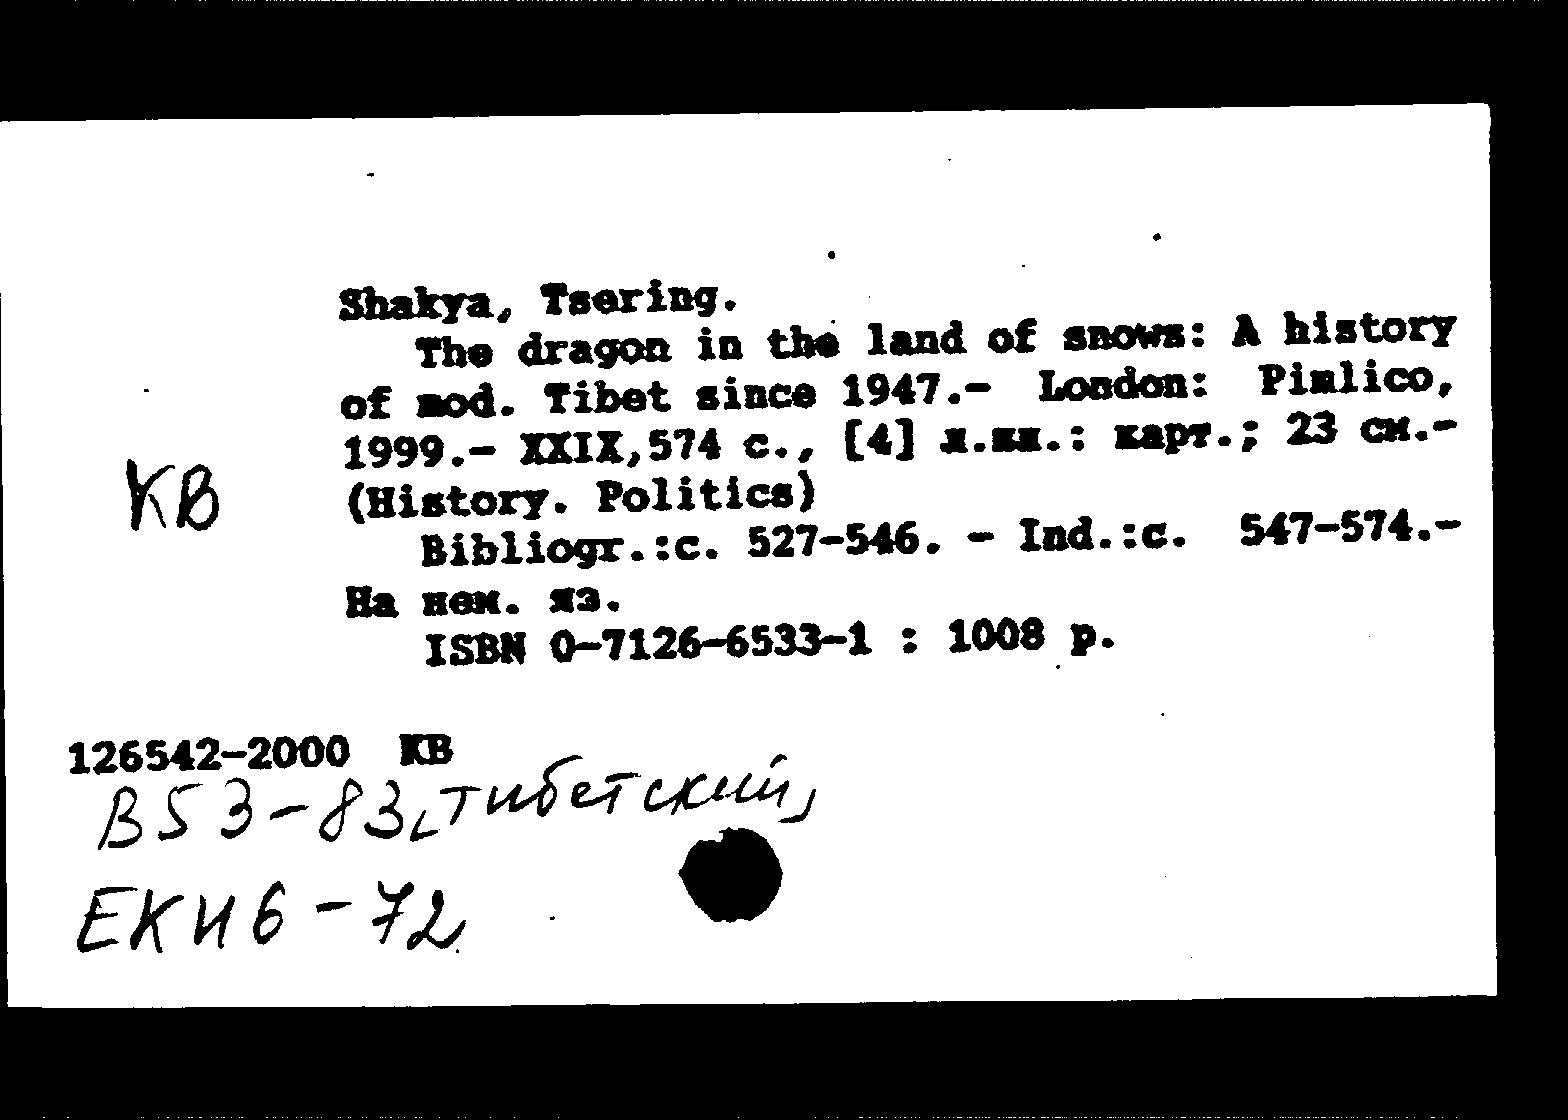 Shakya, Tsering.
The dragon in the land of snows: A history
of mod. Tibet since 1947.- London: Pimlico,
1999.- XXIX,574 с., [4] л.ил.: карт.; 23 см.-
(History. Politics)
Bibliogr.:с. 527-546. - Ind.:с. 547-574.-
На нем. яз.
ISBN 0-7126-6533-1 : 1008 р.
КВ
126542-2000 КВ
В53-83, тибетский,
ЕКИ6-72